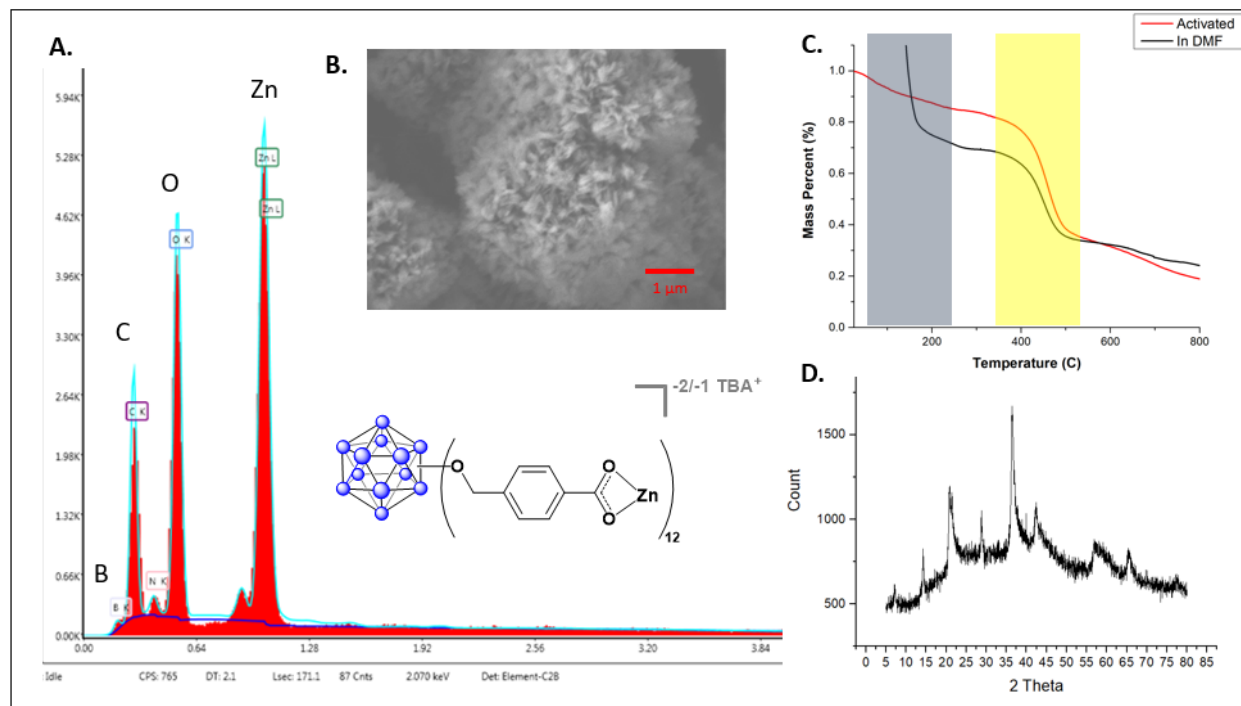 A.
Zn
O
C
B
5.94K
5.28K
4.62K
3.95K
3.30K
2.64K
1.98K
1.32K
0.66K
0.00K
Zn L
Zn L
O K
C K
N K
B K
0.00
0.64
1.28
1.92
2.56
3.20
3.84
Idle CPS: 765 DT: 2.1 Lsec: 171.1 87 Cnts 2.070 keV Det: Element-C2B
B.
1 µm
-2/-1 TBA⁺
O
O
O
Zn
12
C.
Activated
In DMF
Mass Percent (%)
1.0
0.8
0.6
0.4
0.2
0.0
200
400
600
800
Temperature (C)
D.
Count
1500
1000
500
0 5 10 15 20 25 30 35 40 45 50 55 60 65 70 75 80 85
2 Theta